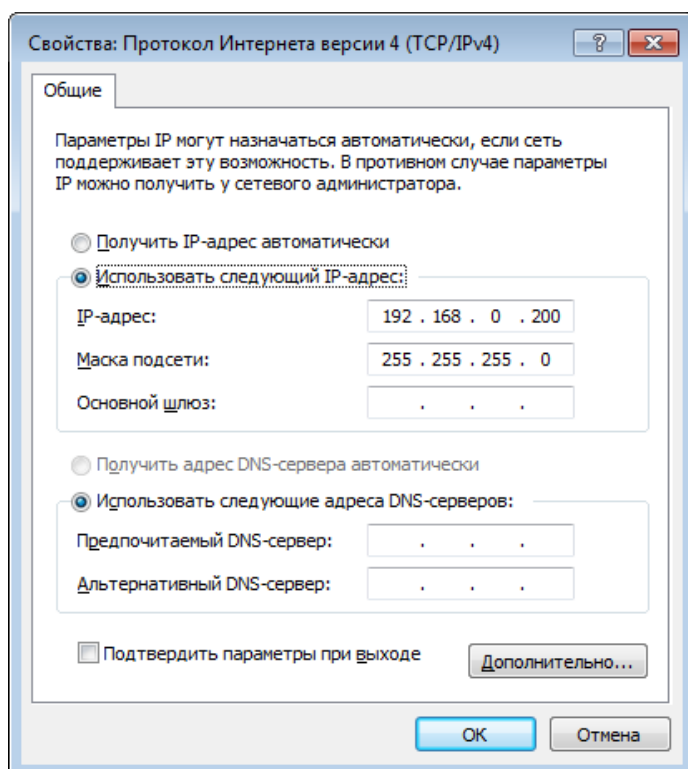 Свойства: Протокол Интернета версии 4 (TCP/IPv4)
Общие
Параметры IP могут назначаться автоматически, если сеть
поддерживает эту возможность. В противном случае параметры
IP можно получить у сетевого администратора.
Получить IP-адрес автоматически
Использовать следующий IP-адрес:
IP-адрес: 192 . 168 . 0 . 200
Маска подсети: 255 . 255 . 255 . 0
Основной шлюз: . . .
Получить адрес DNS-сервера автоматически
Использовать следующие адреса DNS-серверов:
Предпочитаемый DNS-сервер: . . .
Альтернативный DNS-сервер: . . .
Подтвердить параметры при выходе
Дополнительно...
ОК Отмена